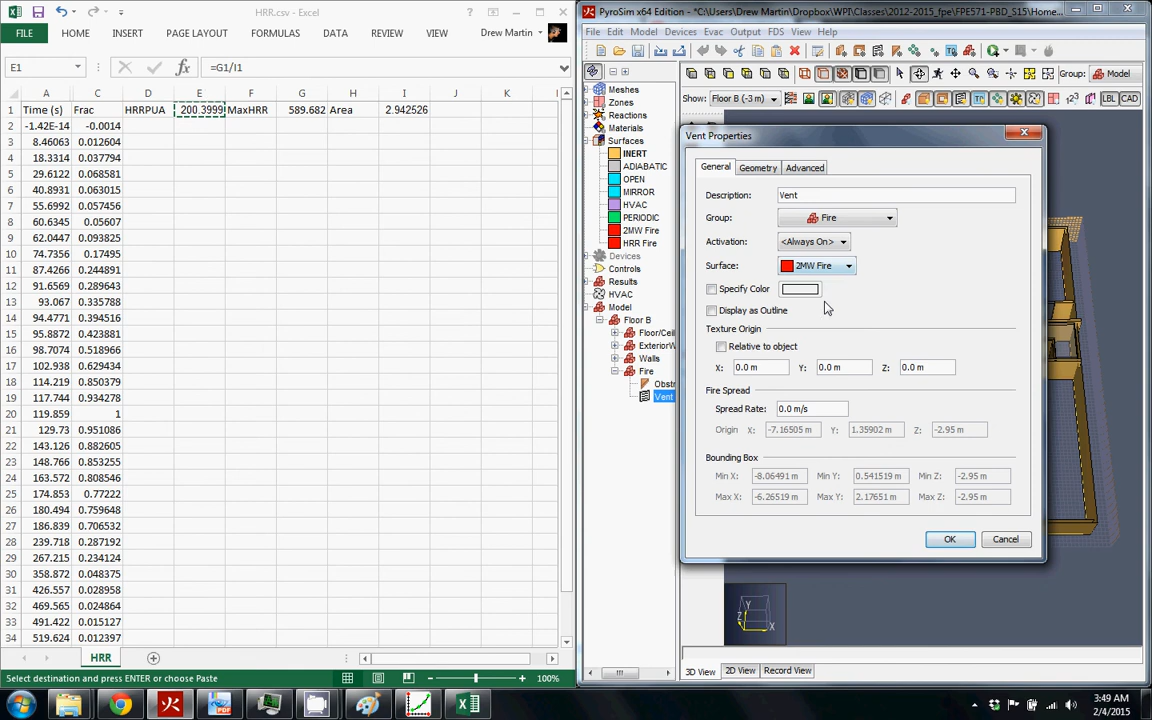 HRR.csv - Excel
FILE HOME INSERT PAGE LAYOUT FORMULAS DATA REVIEW VIEW Drew Martin
E1 =G1/I1
A C D E F G H I J K
1 Time (s) Frac HRRPUA 200.3999 MaxHRR 589.682 Area 2.942526
2 -1.42E-14 -0.0014
3 8.46063 0.012604
4 18.3314 0.037794
5 29.6122 0.068581
6 40.8931 0.063015
7 55.6992 0.057456
8 60.6345 0.05607
9 62.0447 0.093825
10 74.7356 0.17495
11 87.4266 0.244891
12 91.6569 0.289643
13 93.067 0.335788
14 94.4771 0.394516
15 95.8872 0.423881
16 98.7074 0.518966
17 102.938 0.629434
18 114.219 0.850379
19 117.744 0.934278
20 119.859 1
21 129.73 0.951086
22 143.126 0.882605
23 148.766 0.853255
24 163.572 0.808546
25 174.853 0.77222
26 180.494 0.759648
27 186.839 0.706532
28 239.718 0.287192
29 267.215 0.234124
30 358.872 0.048375
31 426.557 0.028958
32 469.565 0.024864
33 491.422 0.015127
34 519.624 0.012397
HRR
Select destination and press ENTER or choose Paste 100%
PyroSim x64 Edition - *C:\Users\Drew Martin\Dropbox\WPI\Classes\2012-2015_fpe\FPE571-PBD_S15\Home...
File Edit Model Devices Evac Output FDS View Help
Group: Model
Show: Floor B (-3 m) LBL CAD
Meshes
Zones
Reactions
Materials
Surfaces
INERT
ADIABATIC
OPEN
MIRROR
HVAC
PERIODIC
2MW Fire
HRR Fire
Devices
Controls
Results
HVAC
Model
Floor B
Floor/Ceil
ExteriorW
Walls
Fire
Obstr
Vent
Vent Properties
General Geometry Advanced
Description: Vent
Group: Fire
Activation: <Always On>
Surface: 2MW Fire
Specify Color
Display as Outline
Texture Origin
Relative to object
X: 0.0 m Y: 0.0 m Z: 0.0 m
Fire Spread
Spread Rate: 0.0 m/s
Origin X: -7.16505 m Y: 1.35902 m Z: -2.95 m
Bounding Box
Min X: -8.06491 m Min Y: 0.541519 m Min Z: -2.95 m
Max X: -6.26519 m Max Y: 2.17651 m Max Z: -2.95 m
OK Cancel
Y
Z X
3D View 2D View Record View
3:49 AM
2/4/2015